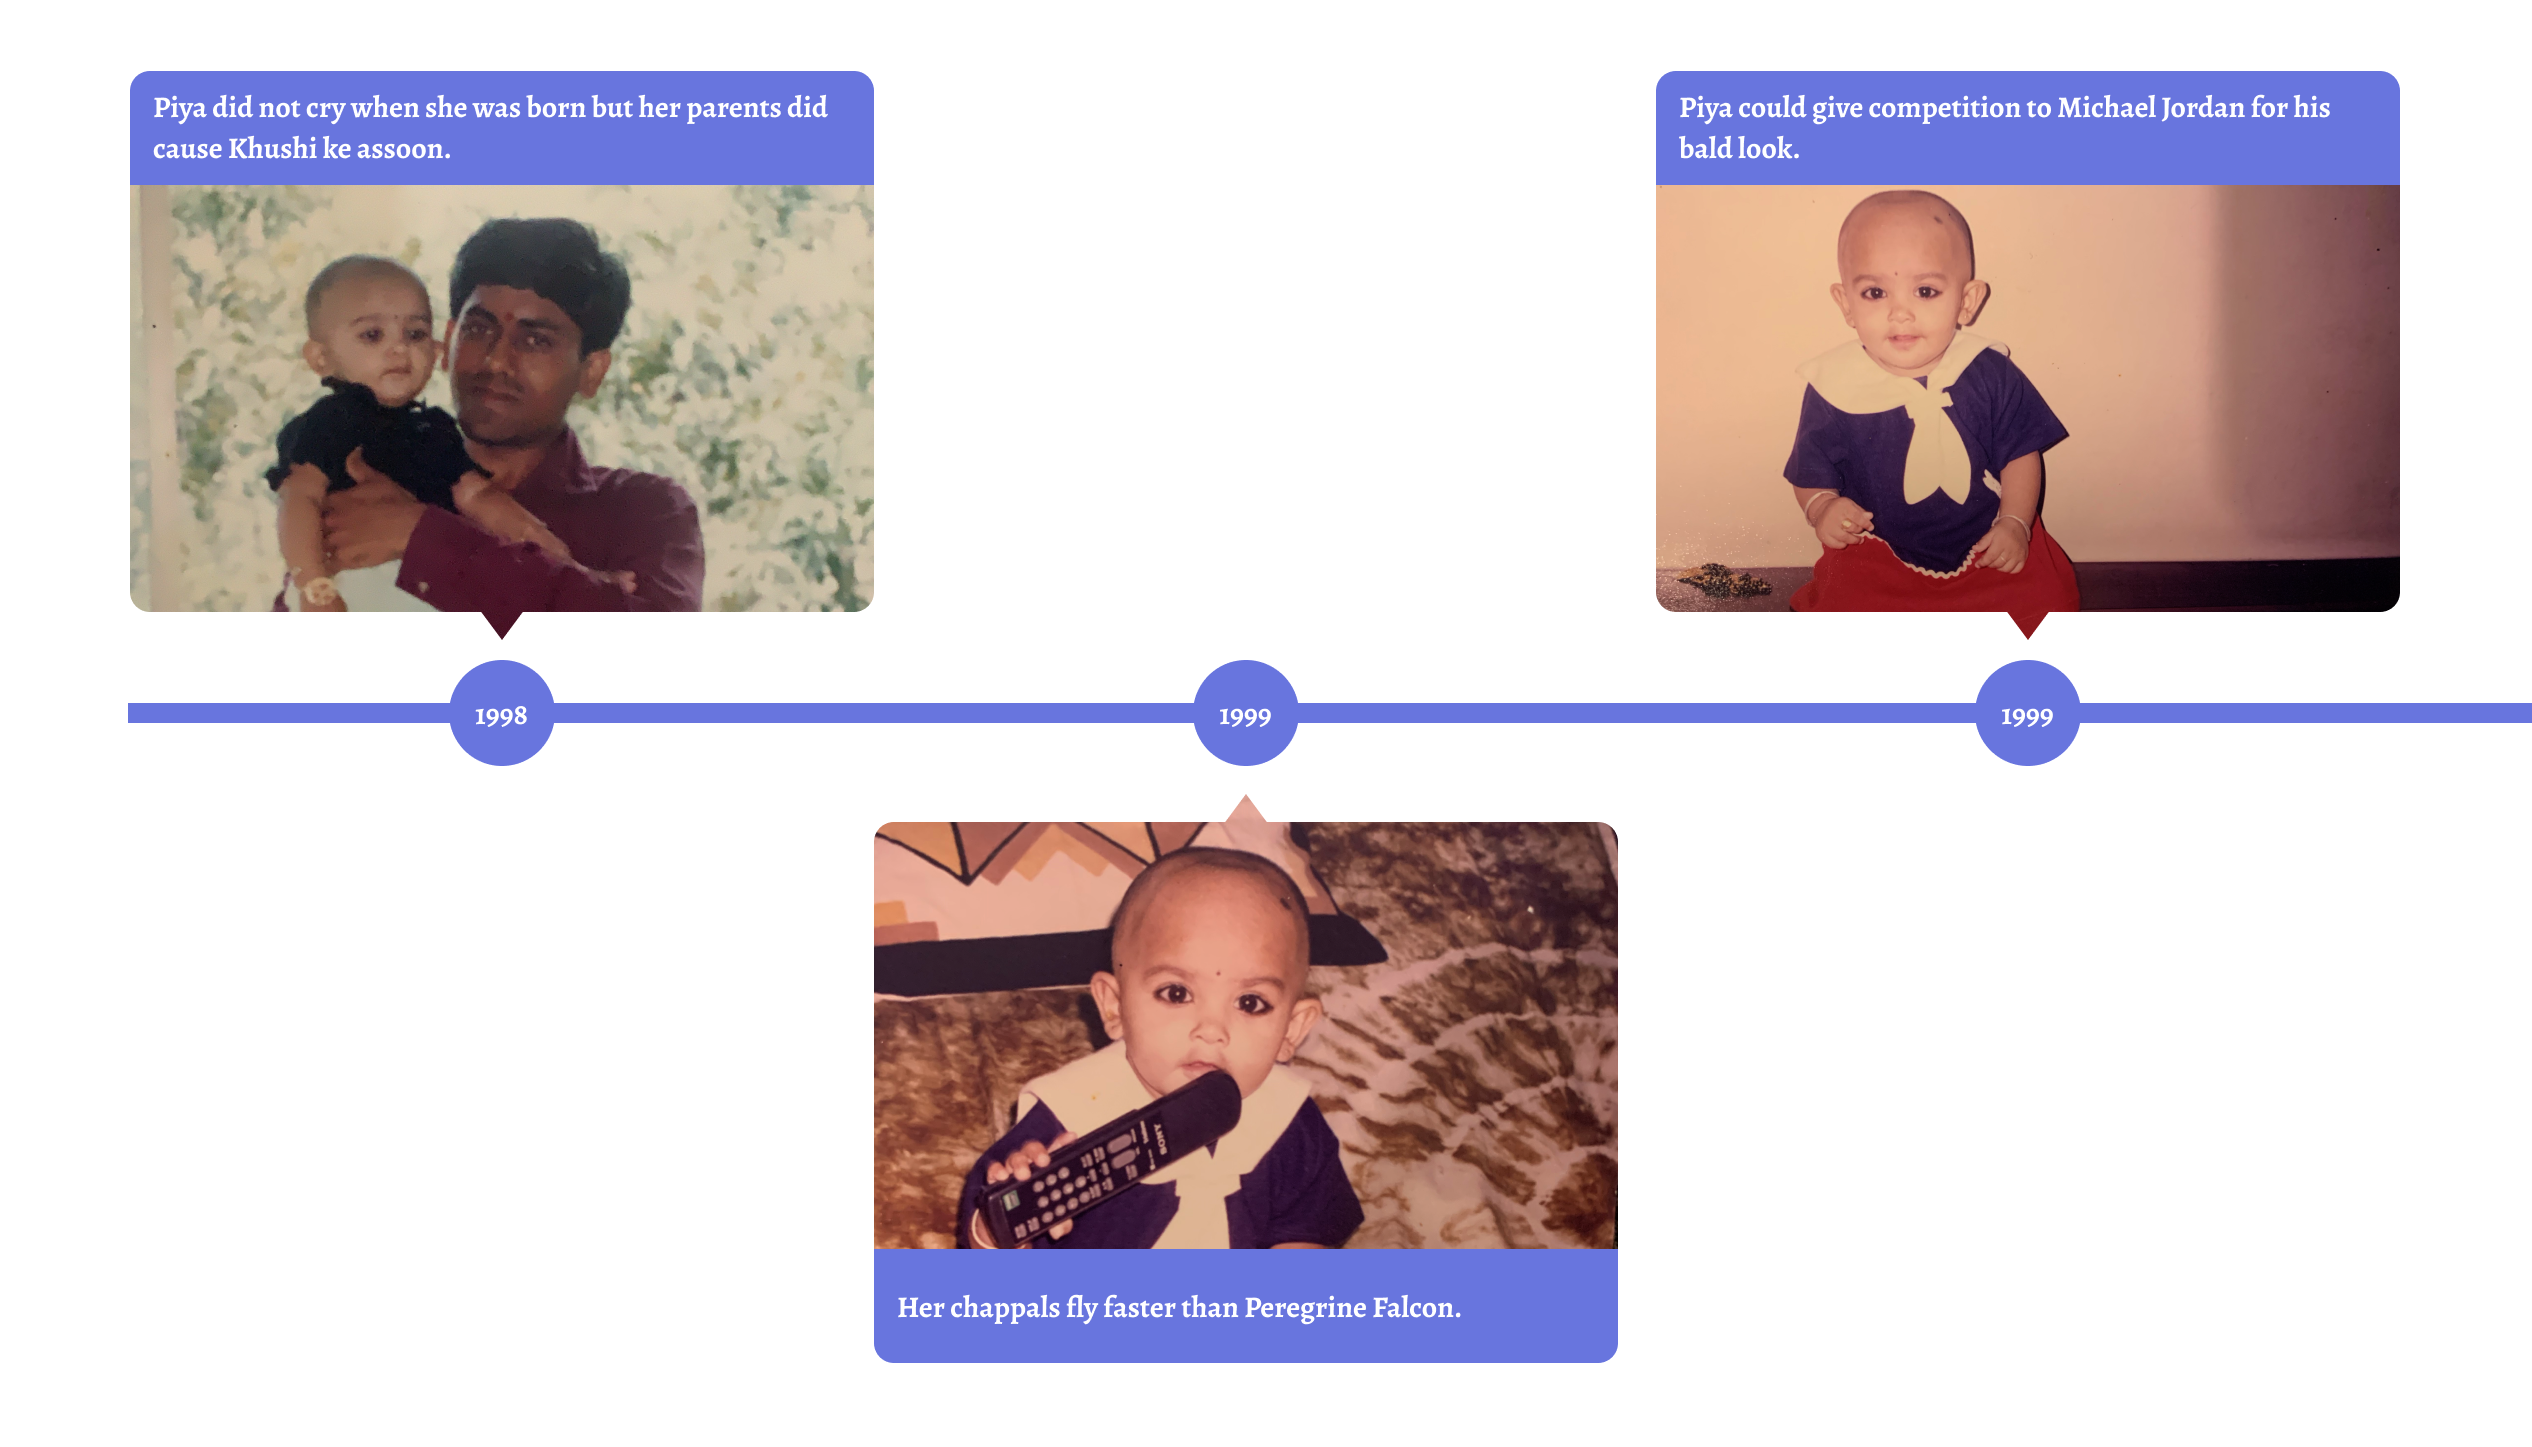 Piya did not cry when she was born but her parents did
cause Khushi ke assoon.
Piya could give competition to Michael Jordan for his
bald look.
1998
1999
1999
SONY
Her chappals fly faster than Peregrine Falcon.